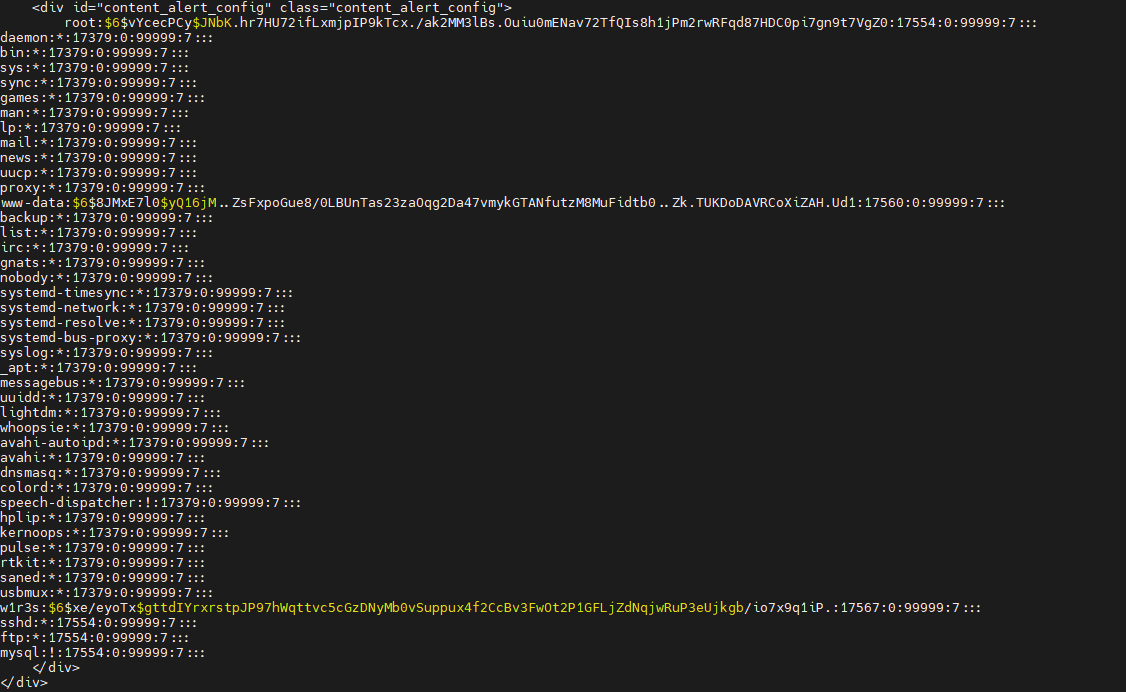 <div id="content_alert_config" class="content_alert_config">
root:$6$vYcecPCy$JNbK.hr7HU72ifLxmjpIP9kTcx./ak2MM3lBs.Ouiu0mENav72TfQIs8h1jPm2rwRFqd87HDC0pi7gn9t7VgZ0:17554:0:99999:7:::
daemon:*:17379:0:99999:7:::
bin:*:17379:0:99999:7:::
sys:*:17379:0:99999:7:::
sync:*:17379:0:99999:7:::
games:*:17379:0:99999:7:::
man:*:17379:0:99999:7:::
lp:*:17379:0:99999:7:::
mail:*:17379:0:99999:7:::
news:*:17379:0:99999:7:::
uucp:*:17379:0:99999:7:::
proxy:*:17379:0:99999:7:::
www-data:$6$8JMxE7l0$yQ16jM..ZsFxpoGue8/0LBUnTas23zaOqg2Da47vmykGTANfutzM8MuFidtb0..Zk.TUKDoDAVRCoXiZAH.Ud1:17560:0:99999:7:::
backup:*:17379:0:99999:7:::
list:*:17379:0:99999:7:::
irc:*:17379:0:99999:7:::
gnats:*:17379:0:99999:7:::
nobody:*:17379:0:99999:7:::
systemd-timesync:*:17379:0:99999:7:::
systemd-network:*:17379:0:99999:7:::
systemd-resolve:*:17379:0:99999:7:::
systemd-bus-proxy:*:17379:0:99999:7:::
syslog:*:17379:0:99999:7:::
_apt:*:17379:0:99999:7:::
messagebus:*:17379:0:99999:7:::
uuidd:*:17379:0:99999:7:::
lightdm:*:17379:0:99999:7:::
whoopsie:*:17379:0:99999:7:::
avahi-autoipd:*:17379:0:99999:7:::
avahi:*:17379:0:99999:7:::
dnsmasq:*:17379:0:99999:7:::
colord:*:17379:0:99999:7:::
speech-dispatcher:!:17379:0:99999:7:::
hplip:*:17379:0:99999:7:::
kernoops:*:17379:0:99999:7:::
pulse:*:17379:0:99999:7:::
rtkit:*:17379:0:99999:7:::
saned:*:17379:0:99999:7:::
usbmux:*:17379:0:99999:7:::
w1r3s:$6$xe/eyoTx$gttdIYrxrstpJP97hWqttvc5cGzDNyMb0vSuppux4f2CcBv3FwOt2P1GFLjZdNqjwRuP3eUjkgb/io7x9q1iP.:17567:0:99999:7:::
sshd:*:17554:0:99999:7:::
ftp:*:17554:0:99999:7:::
mysql:!:17554:0:99999:7:::
</div>
</div>